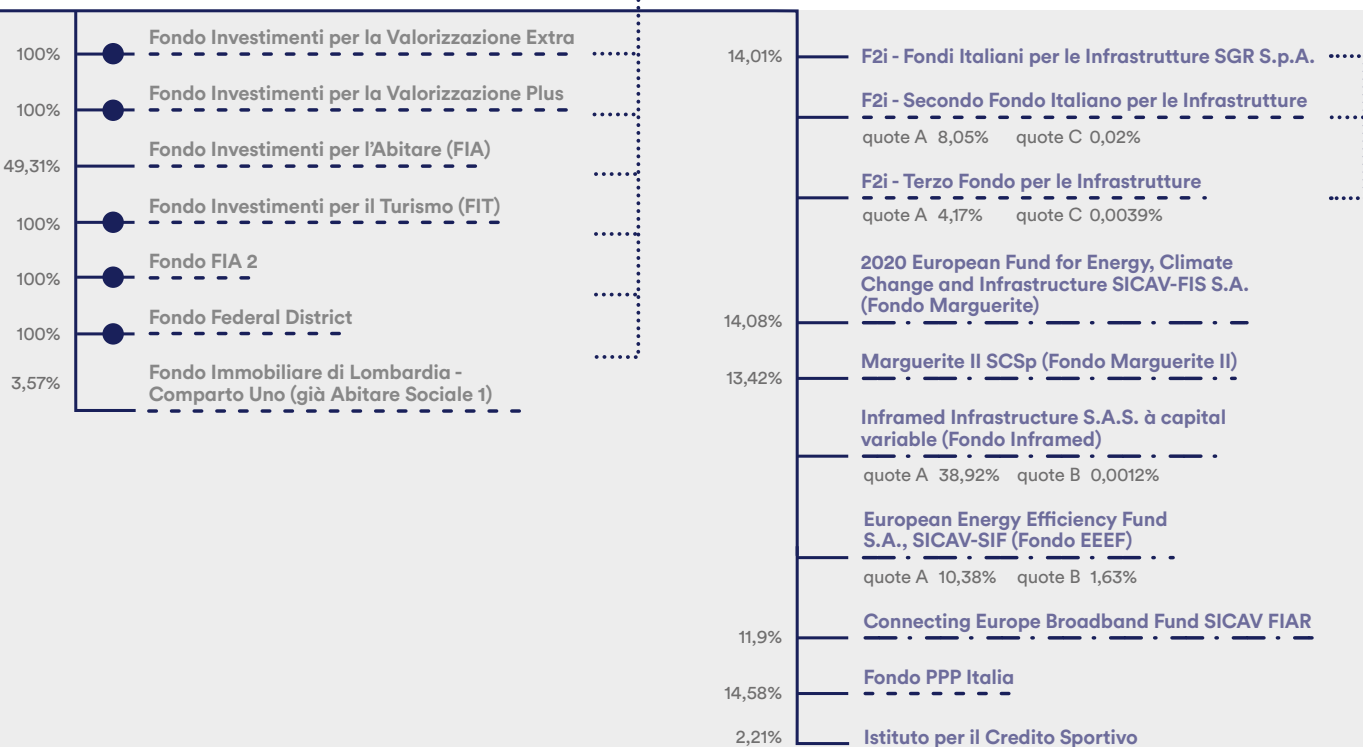 100%
Fondo Investimenti per la Valorizzazione Extra
100%
Fondo Investimenti per la Valorizzazione Plus
49,31%
Fondo Investimenti per l'Abitare (FIA)
100%
Fondo Investimenti per il Turismo (FIT)
100%
Fondo FIA 2
100%
Fondo Federal District
3,57%
Fondo Immobiliare di Lombardia -
Comparto Uno (già Abitare Sociale 1)
14,01%
F2i - Fondi Italiani per le Infrastrutture SGR S.p.A.
F2i - Secondo Fondo Italiano per le Infrastrutture
quote A 8,05% quote C 0,02%
F2i - Terzo Fondo per le Infrastrutture
quote A 4,17% quote C 0,0039%
2020 European Fund for Energy, Climate
Change and Infrastructure SICAV-FIS S.A.
(Fondo Marguerite)
14,08%
Marguerite II SCSp (Fondo Marguerite II)
13,42%
Inframed Infrastructure S.A.S. à capital
variable (Fondo Inframed)
quote A 38,92% quote B 0,0012%
European Energy Efficiency Fund
S.A., SICAV-SIF (Fondo EEEF)
quote A 10,38% quote B 1,63%
Connecting Europe Broadband Fund SICAV FIAR
11,9%
Fondo PPP Italia
14,58%
2,21%
Istituto per il Credito Sportivo